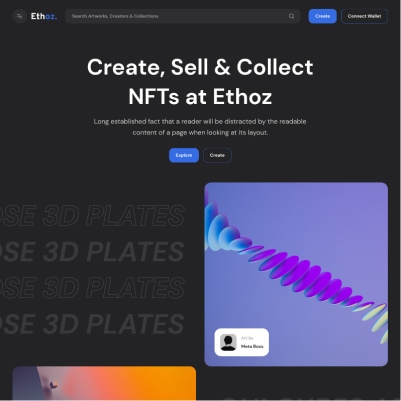 Ethoz.
Search Artworks, Creators & Collections
Create
Connect Wallet
Create, Sell & Collect
NFTs at Ethoz
Long established fact that a reader will be distracted by the readable
content of a page when looking at its layout.
Explore
Create
OSE 3D PLATES
OSE 3D PLATES
OSE 3D PLATES
OSE 3D PLATES
Art by
Meta Boss